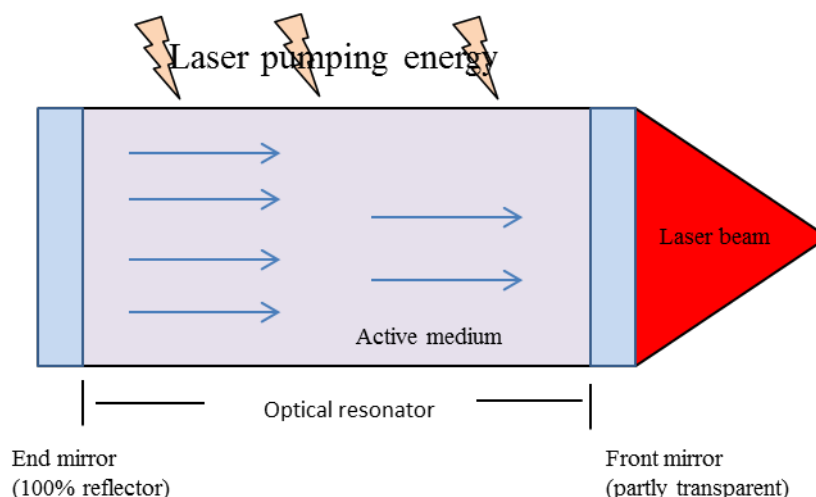 Laser pumping energy
Laser beam
Active medium
Optical resonator
End mirror
(100% reflector)
Front mirror
(partly transparent)